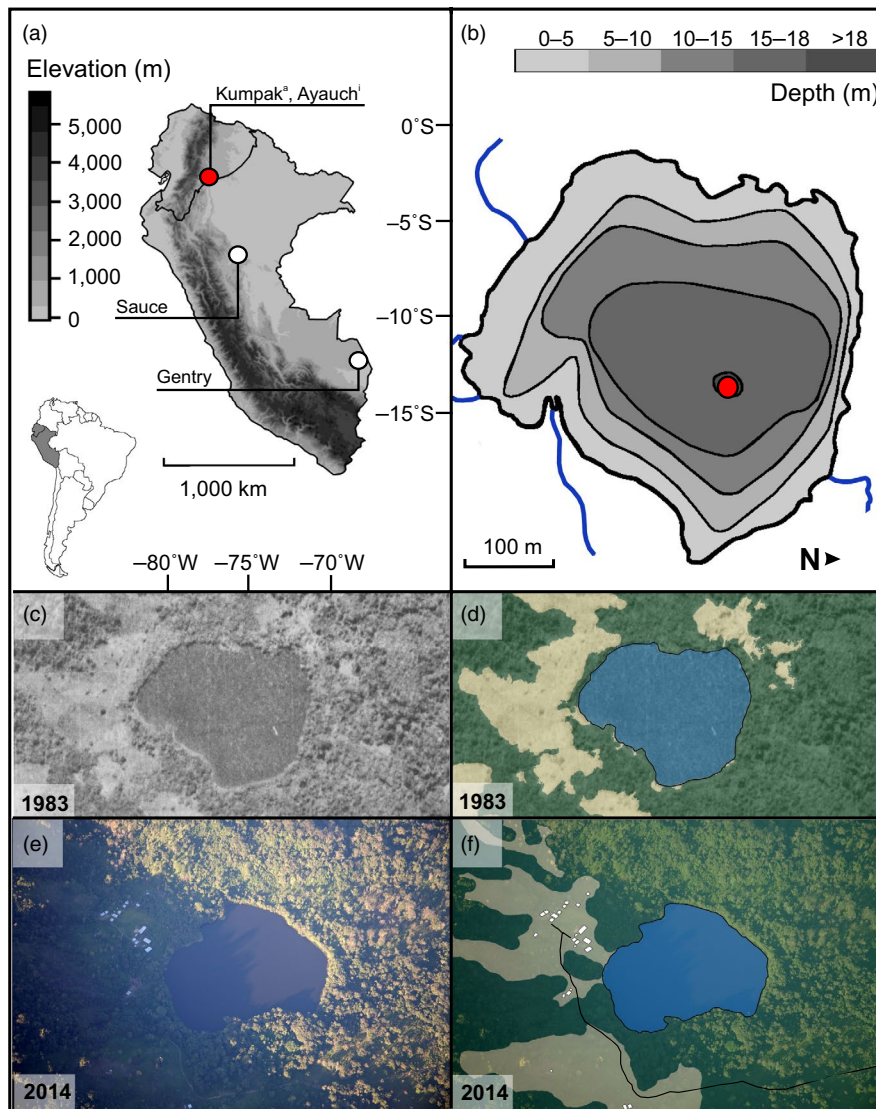 (a)
Elevation (m)
5,000
4,000
3,000
2,000
1,000
0
Kumpakᵃ, Ayauchⁱ
Sauce
Gentry
1,000 km
−80°W −75°W −70°W
0°S
−5°S
−10°S
−15°S
(b)
0–5 5–10 10–15 15–18 >18
Depth (m)
100 m
N
(c)
1983
(d)
1983
(e)
2014
(f)
2014